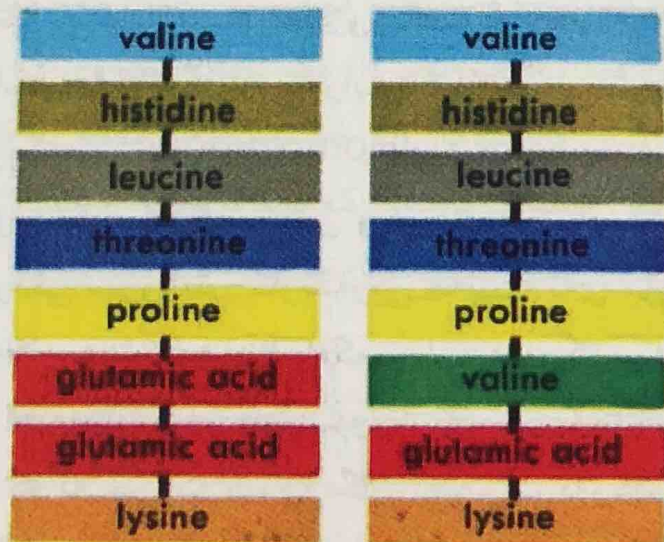 valine
histidine
leucine
threonine
proline
glutamic acid
glutamic acid
lysine
valine
histidine
leucine
threonine
proline
valine
glutamic acid
lysine